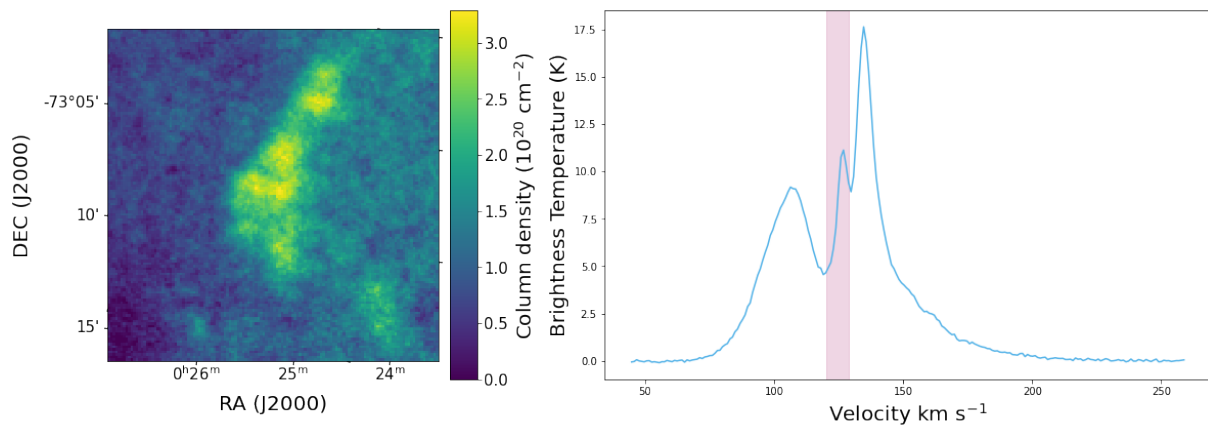 DEC (J2000)
-73°05'
10'
15'
0ʰ26ᵐ
25ᵐ
24ᵐ
RA (J2000)
3.0
2.5
2.0
1.5
1.0
0.5
0.0
Column density (10²⁰ cm⁻²)
Brightness Temperature (K)
17.5
15.0
12.5
10.0
7.5
5.0
2.5
0.0
50
100
150
200
250
Velocity km s⁻¹